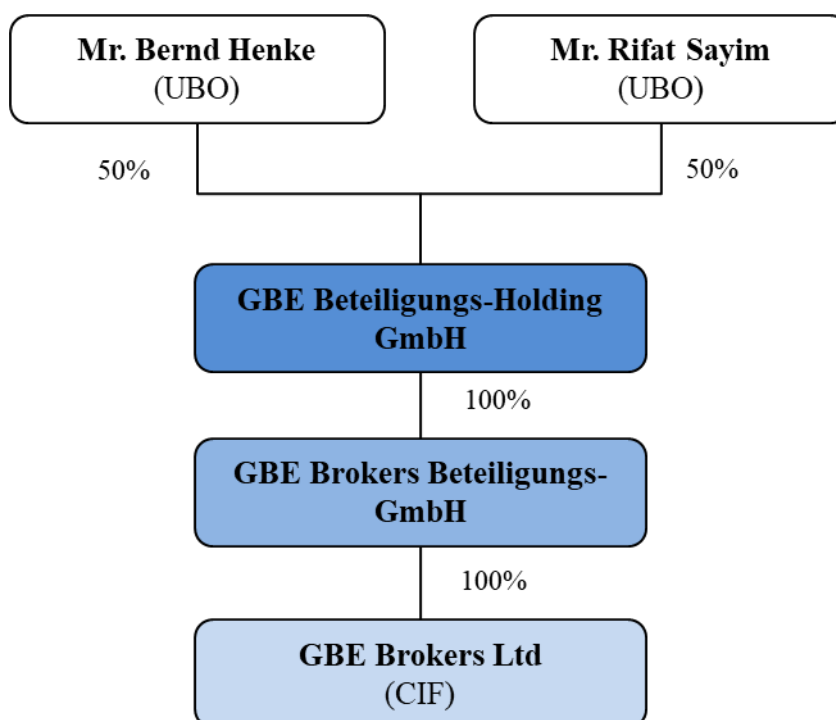 Mr. Bernd Henke
(UBO)
Mr. Rifat Sayim
(UBO)
50%
50%
GBE Beteiligungs-Holding
GmbH
100%
GBE Brokers Beteiligungs-
GmbH
100%
GBE Brokers Ltd
(CIF)